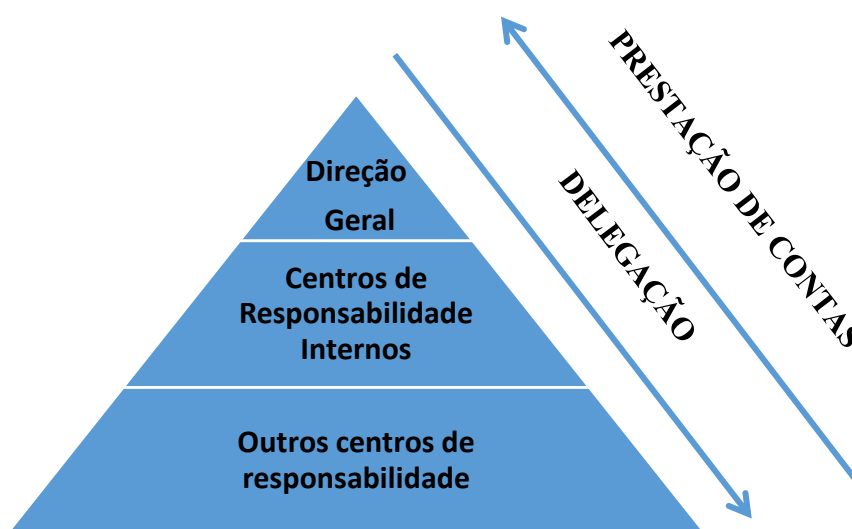 Direção
Geral
Centros de
Responsabilidade
Internos
Outros centros de
responsabilidade
DELEGAÇÃO
PRESTAÇÃO DE CONTAS